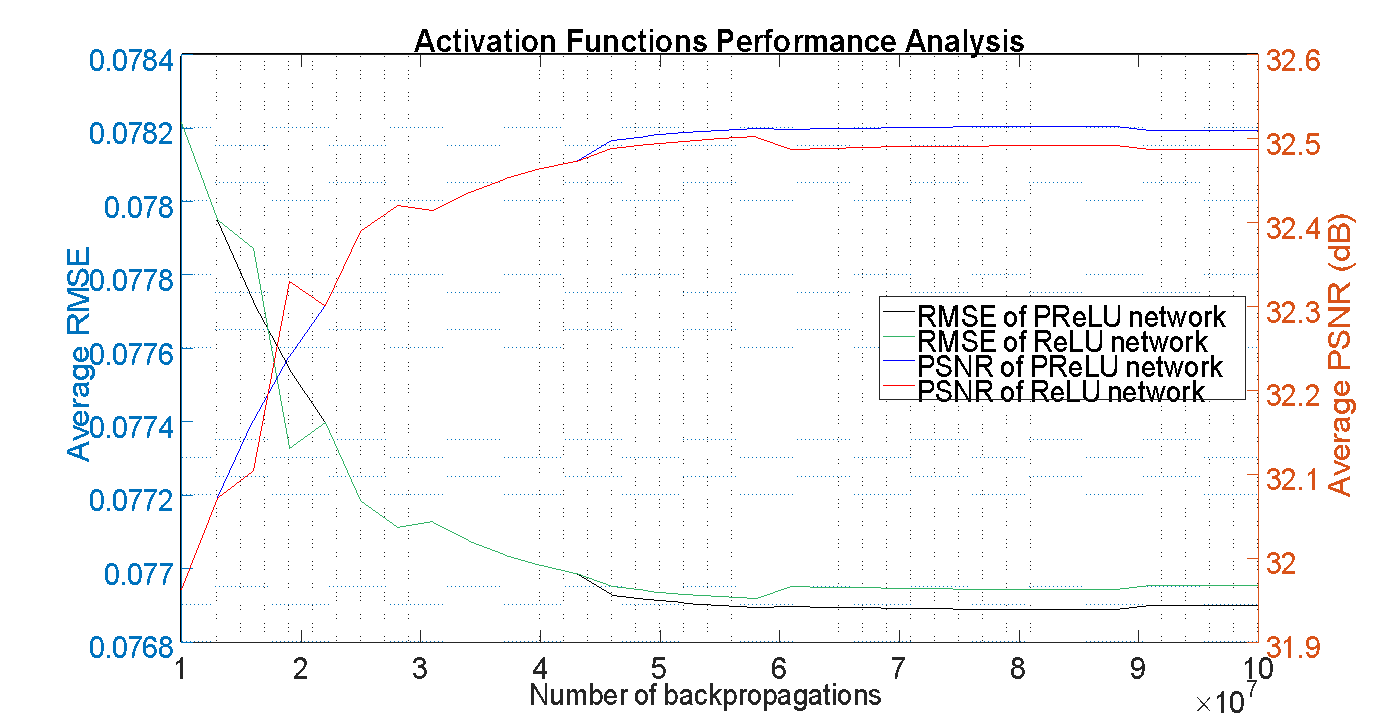 Activation Functions Performance Analysis
0.0784
0.0782
0.078
0.0778
0.0776
0.0774
0.0772
0.077
0.0768
Average RMSE
32.6
32.5
32.4
32.3
32.2
32.1
32
31.9
Average PSNR (dB)
RMSE of PReLU network
RMSE of ReLU network
PSNR of PReLU network
PSNR of ReLU network
1 2 3 4 5 6 7 8 9 10
Number of backpropagations
×10^7